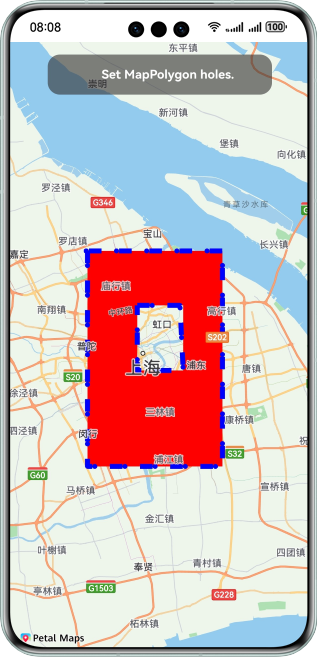 08:08
100
东平镇
Set MapPolygon holes.
崇明
新河镇
堡镇
向化镇
罗泾镇
G346
青草沙水库
宝山
罗店镇
长兴镇
嘉定
庙行镇
南翔镇
高行镇
虹口
S202
普陀
浦东
上海
唐镇
S20
徐泾镇
三林镇
康桥镇
泗泾镇
闵行
祝
浦江镇
S32
G60
马桥镇
宣桥镇
金汇镇
叶榭镇
四团镇
奉贤
青村镇
亭林镇
G1503
G228
柘林镇
Petal Maps